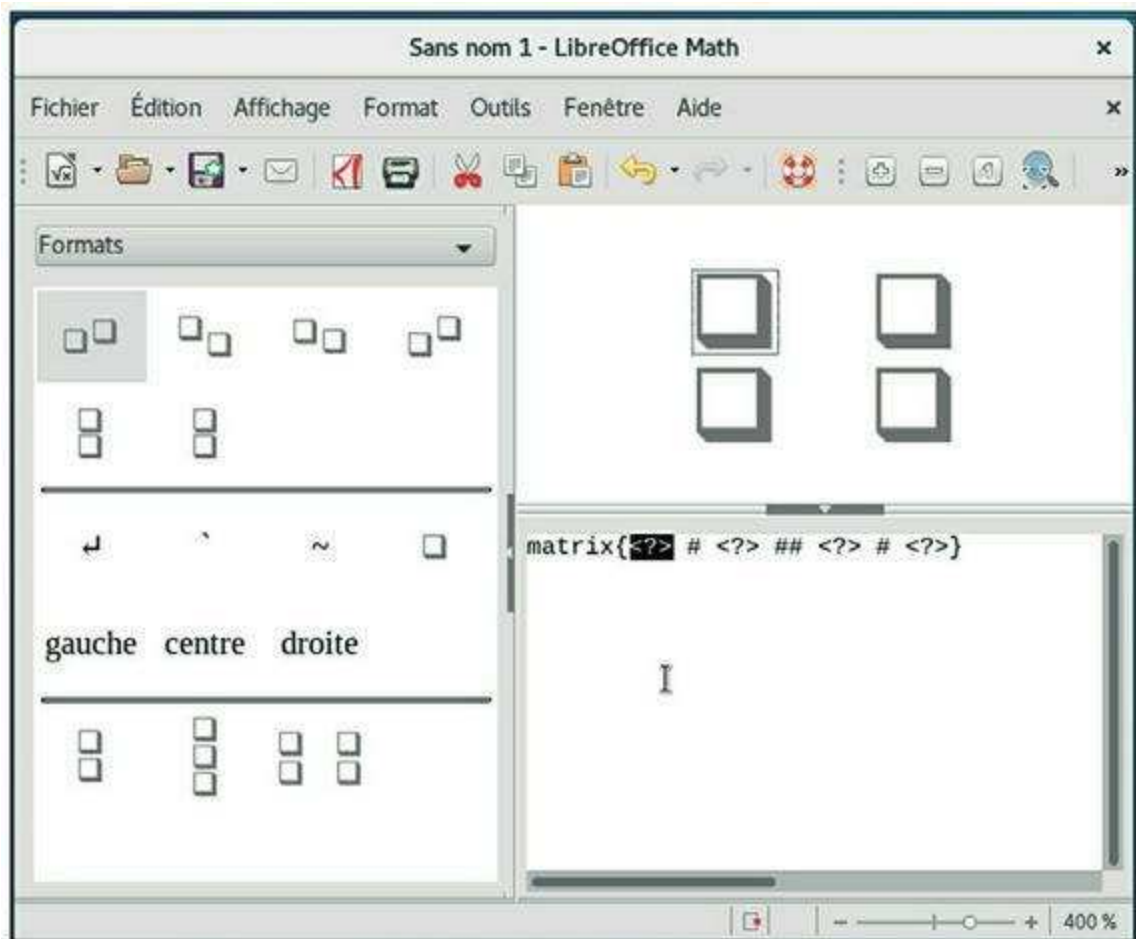 Sans nom 1 - LibreOffice Math
Fichier Édition Affichage Format Outils Fenêtre Aide
Formats
matrix{<?> # <?> ## <?> # <?>}
gauche centre droite
400 %